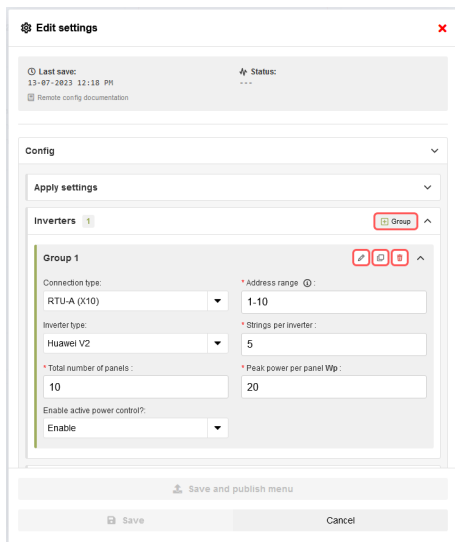 Edit settings
Last save:
13-07-2023 12:18 PM
Remote config documentation
Status:
---
Config
Apply settings
Inverters 1
Group
Group 1
Connection type:
RTU-A (X10)
* Address range :
1-10
Inverter type:
Huawei V2
* Strings per inverter :
5
* Total number of panels :
10
* Peak power per panel Wp :
20
Enable active power control?:
Enable
Save and publish menu
Save
Cancel